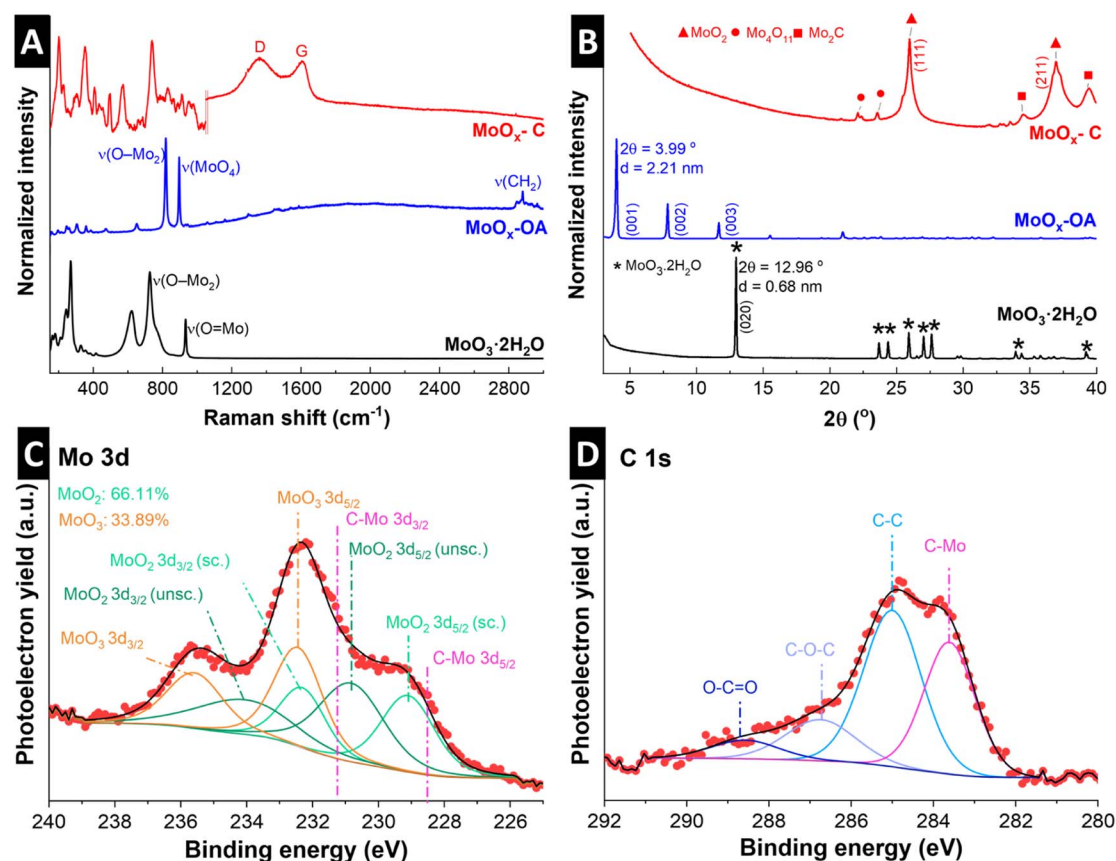 A
D
G
MoOₓ- C
ν(O–Mo₂)
ν(MoO₄)
ν(CH₂)
MoOₓ-OA
ν(O–Mo₂)
ν(O=Mo)
MoO₃·2H₂O
Normalized intensity
400 800 1200 1600 2000 2400 2800
Raman shift (cm⁻¹)
B
▲MoO₂ ● Mo₄O₁₁ ■ Mo₂C
(111)
(211)
MoOₓ- C
2θ = 3.99 º
d = 2.21 nm
(001)
(002)
(003)
MoOₓ-OA
* MoO₃.2H₂O
*
2θ = 12.96 º
d = 0.68 nm
(020)
MoO₃·2H₂O
** * * * * *
Normalized intensity
5 10 15 20 25 30 35 40
2θ (º)
C
Mo 3d
MoO₂: 66.11%
MoO₃: 33.89%
MoO₃ 3d₅/₂
C-Mo 3d₃/₂
MoO₂ 3d₅/₂ (unsc.)
MoO₂ 3d₃/₂ (sc.)
MoO₂ 3d₃/₂ (unsc.)
MoO₂ 3d₅/₂ (sc.)
MoO₃ 3d₃/₂
C-Mo 3d₅/₂
Photoelectron yield (a.u.)
240 238 236 234 232 230 228 226
Binding energy (eV)
D
C 1s
C-C
C-Mo
C-O-C
O-C=O
Photoelectron yield (a.u.)
292 290 288 286 284 282 280
Binding energy (eV)